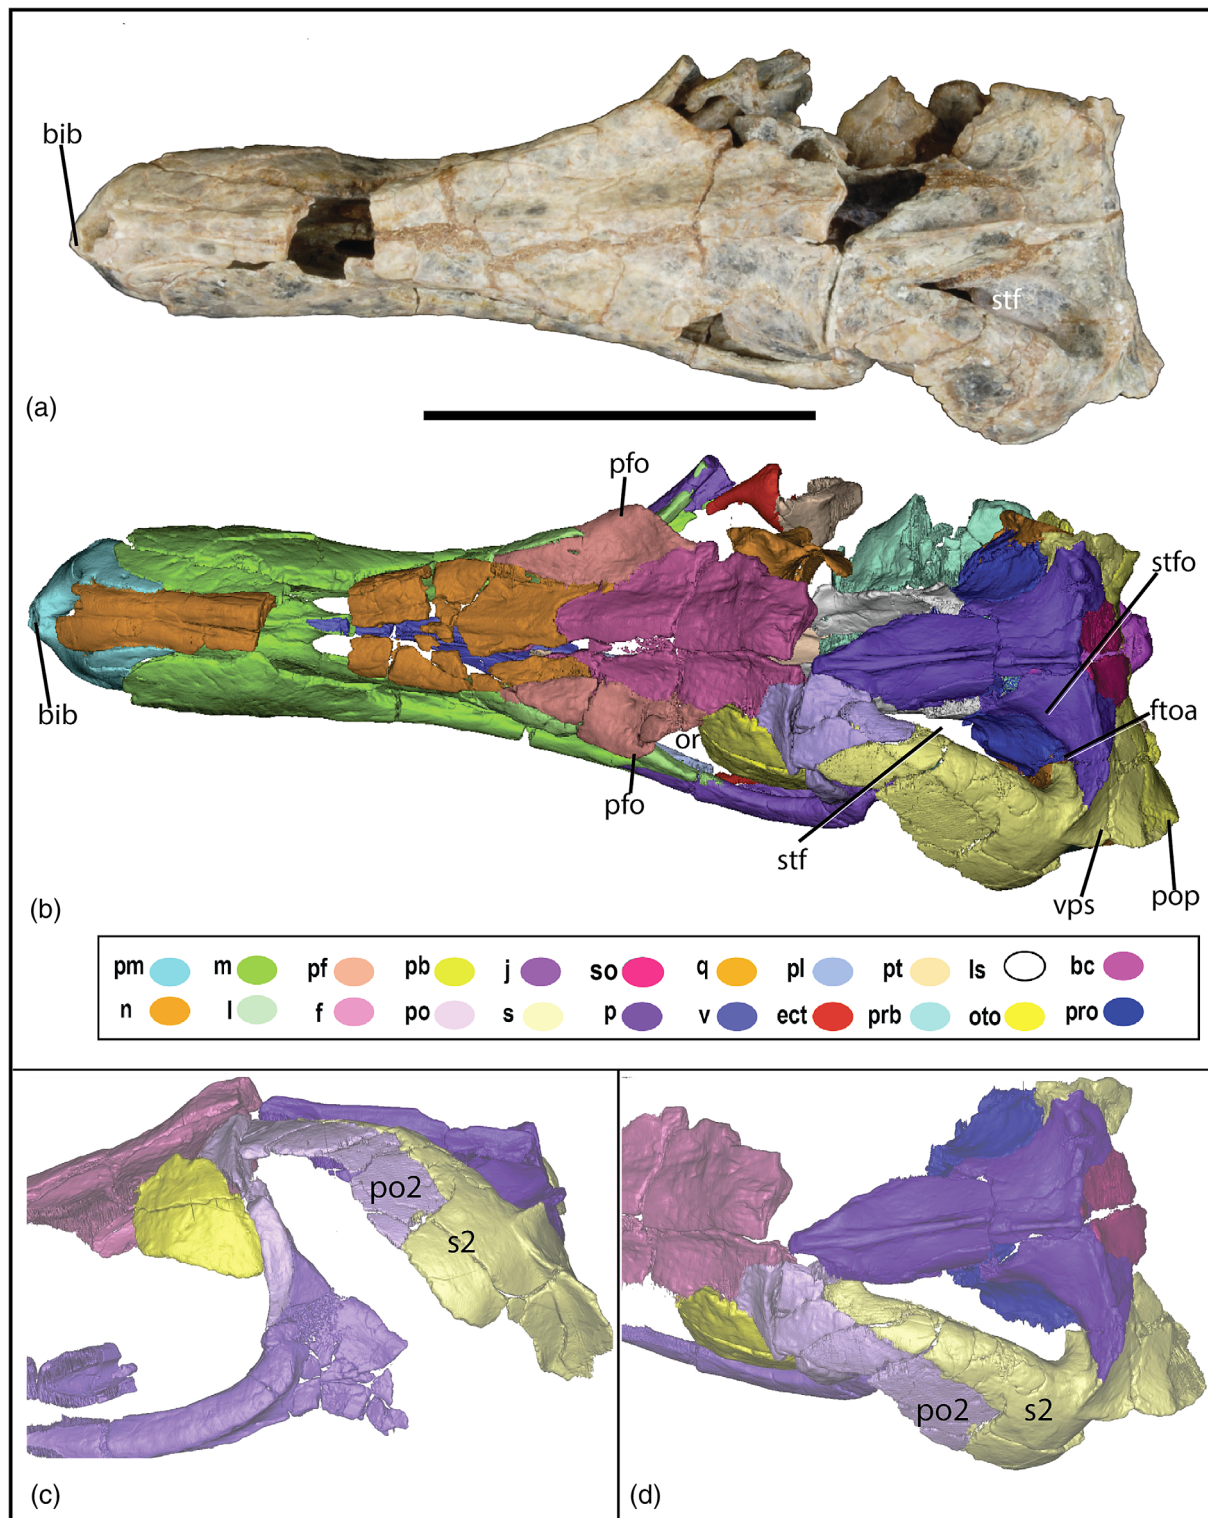 bib
stf
(a)
pfo
stfo
ftoa
bib
or
pfo
stf
vps
pop
(b)
pm m pf pb j so q pl pt ls bc
n l f po s p v ect prb oto pro
po2
s2
(c)
po2
s2
(d)